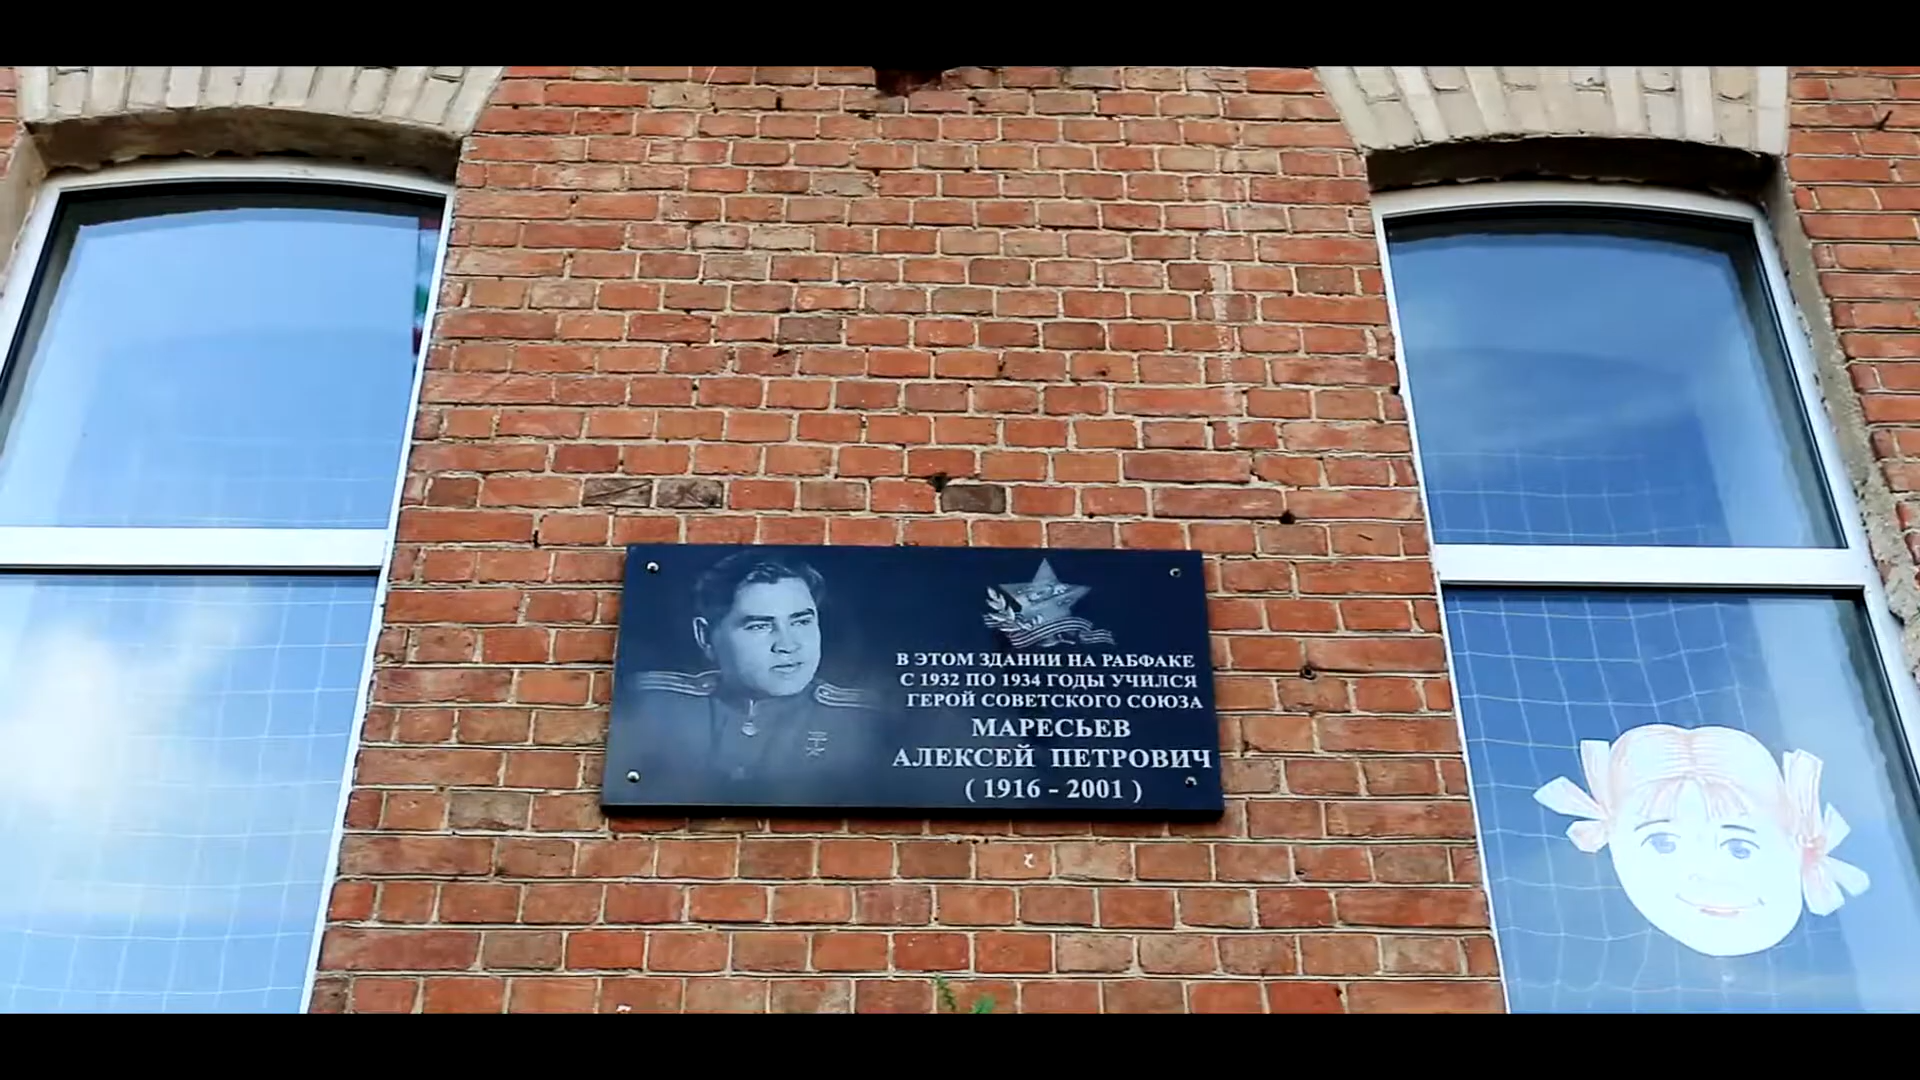 В ЭТОМ ЗДАНИИ НА РАБФАКЕ
С 1932 ПО 1934 ГОДЫ УЧИЛСЯ
ГЕРОЙ СОВЕТСКОГО СОЮЗА
МАРЕСЬЕВ
АЛЕКСЕЙ ПЕТРОВИЧ
( 1916 - 2001 )